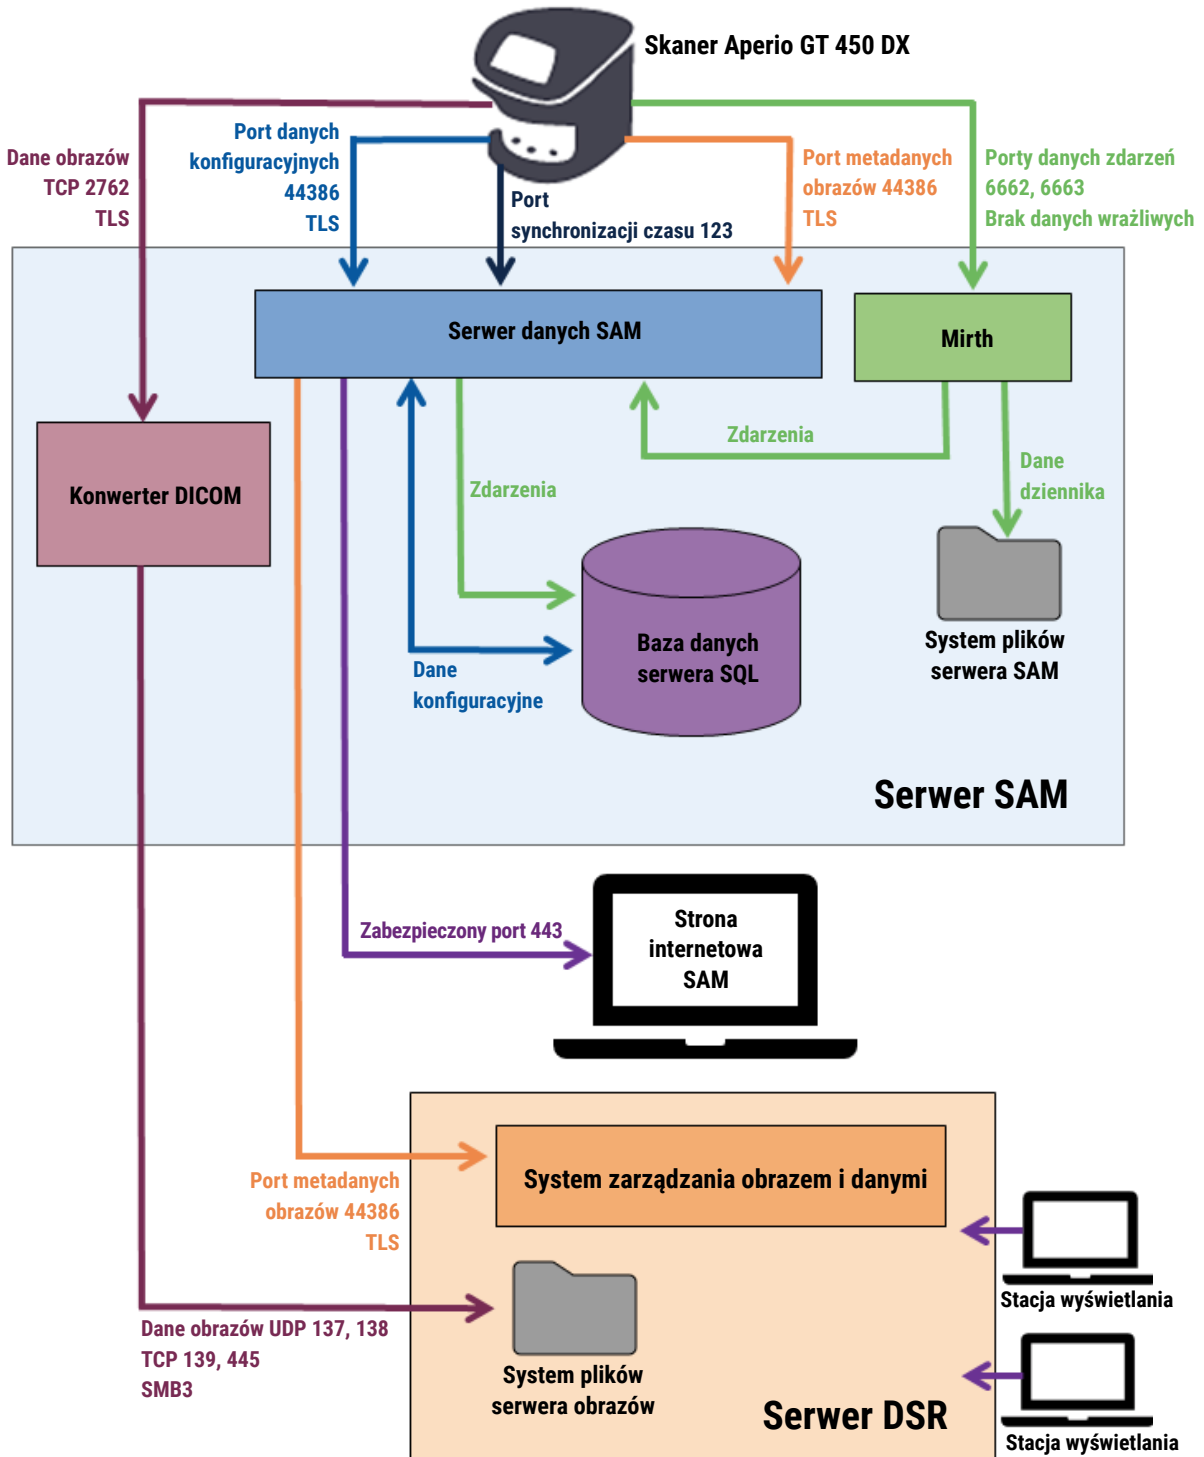 Skaner Aperio GT 450 DX
Dane obrazów
TCP 2762
TLS
Port danych
konfiguracyjnych
44386
TLS
Port
synchronizacji czasu 123
Port metadanych
obrazów 44386
TLS
Porty danych zdarzeń
6662, 6663
Brak danych wrażliwych
Serwer danych SAM
Mirth
Konwerter DICOM
Zdarzenia
Zdarzenia
Dane
dziennika
Dane
konfiguracyjne
Baza danych
serwera SQL
System plików
serwera SAM
Serwer SAM
Zabezpieczony port 443
Strona
internetowa
SAM
Port metadanych
obrazów 44386
TLS
System zarządzania obrazem i danymi
Stacja wyświetlania
Dane obrazów UDP 137, 138
TCP 139, 445
SMB3
System plików
serwera obrazów
Serwer DSR
Stacja wyświetlania